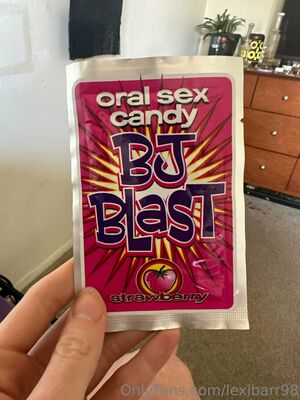 oral sex
candy
BJ
BLAST
strawberry
OnlyFans.com/lexibarr98